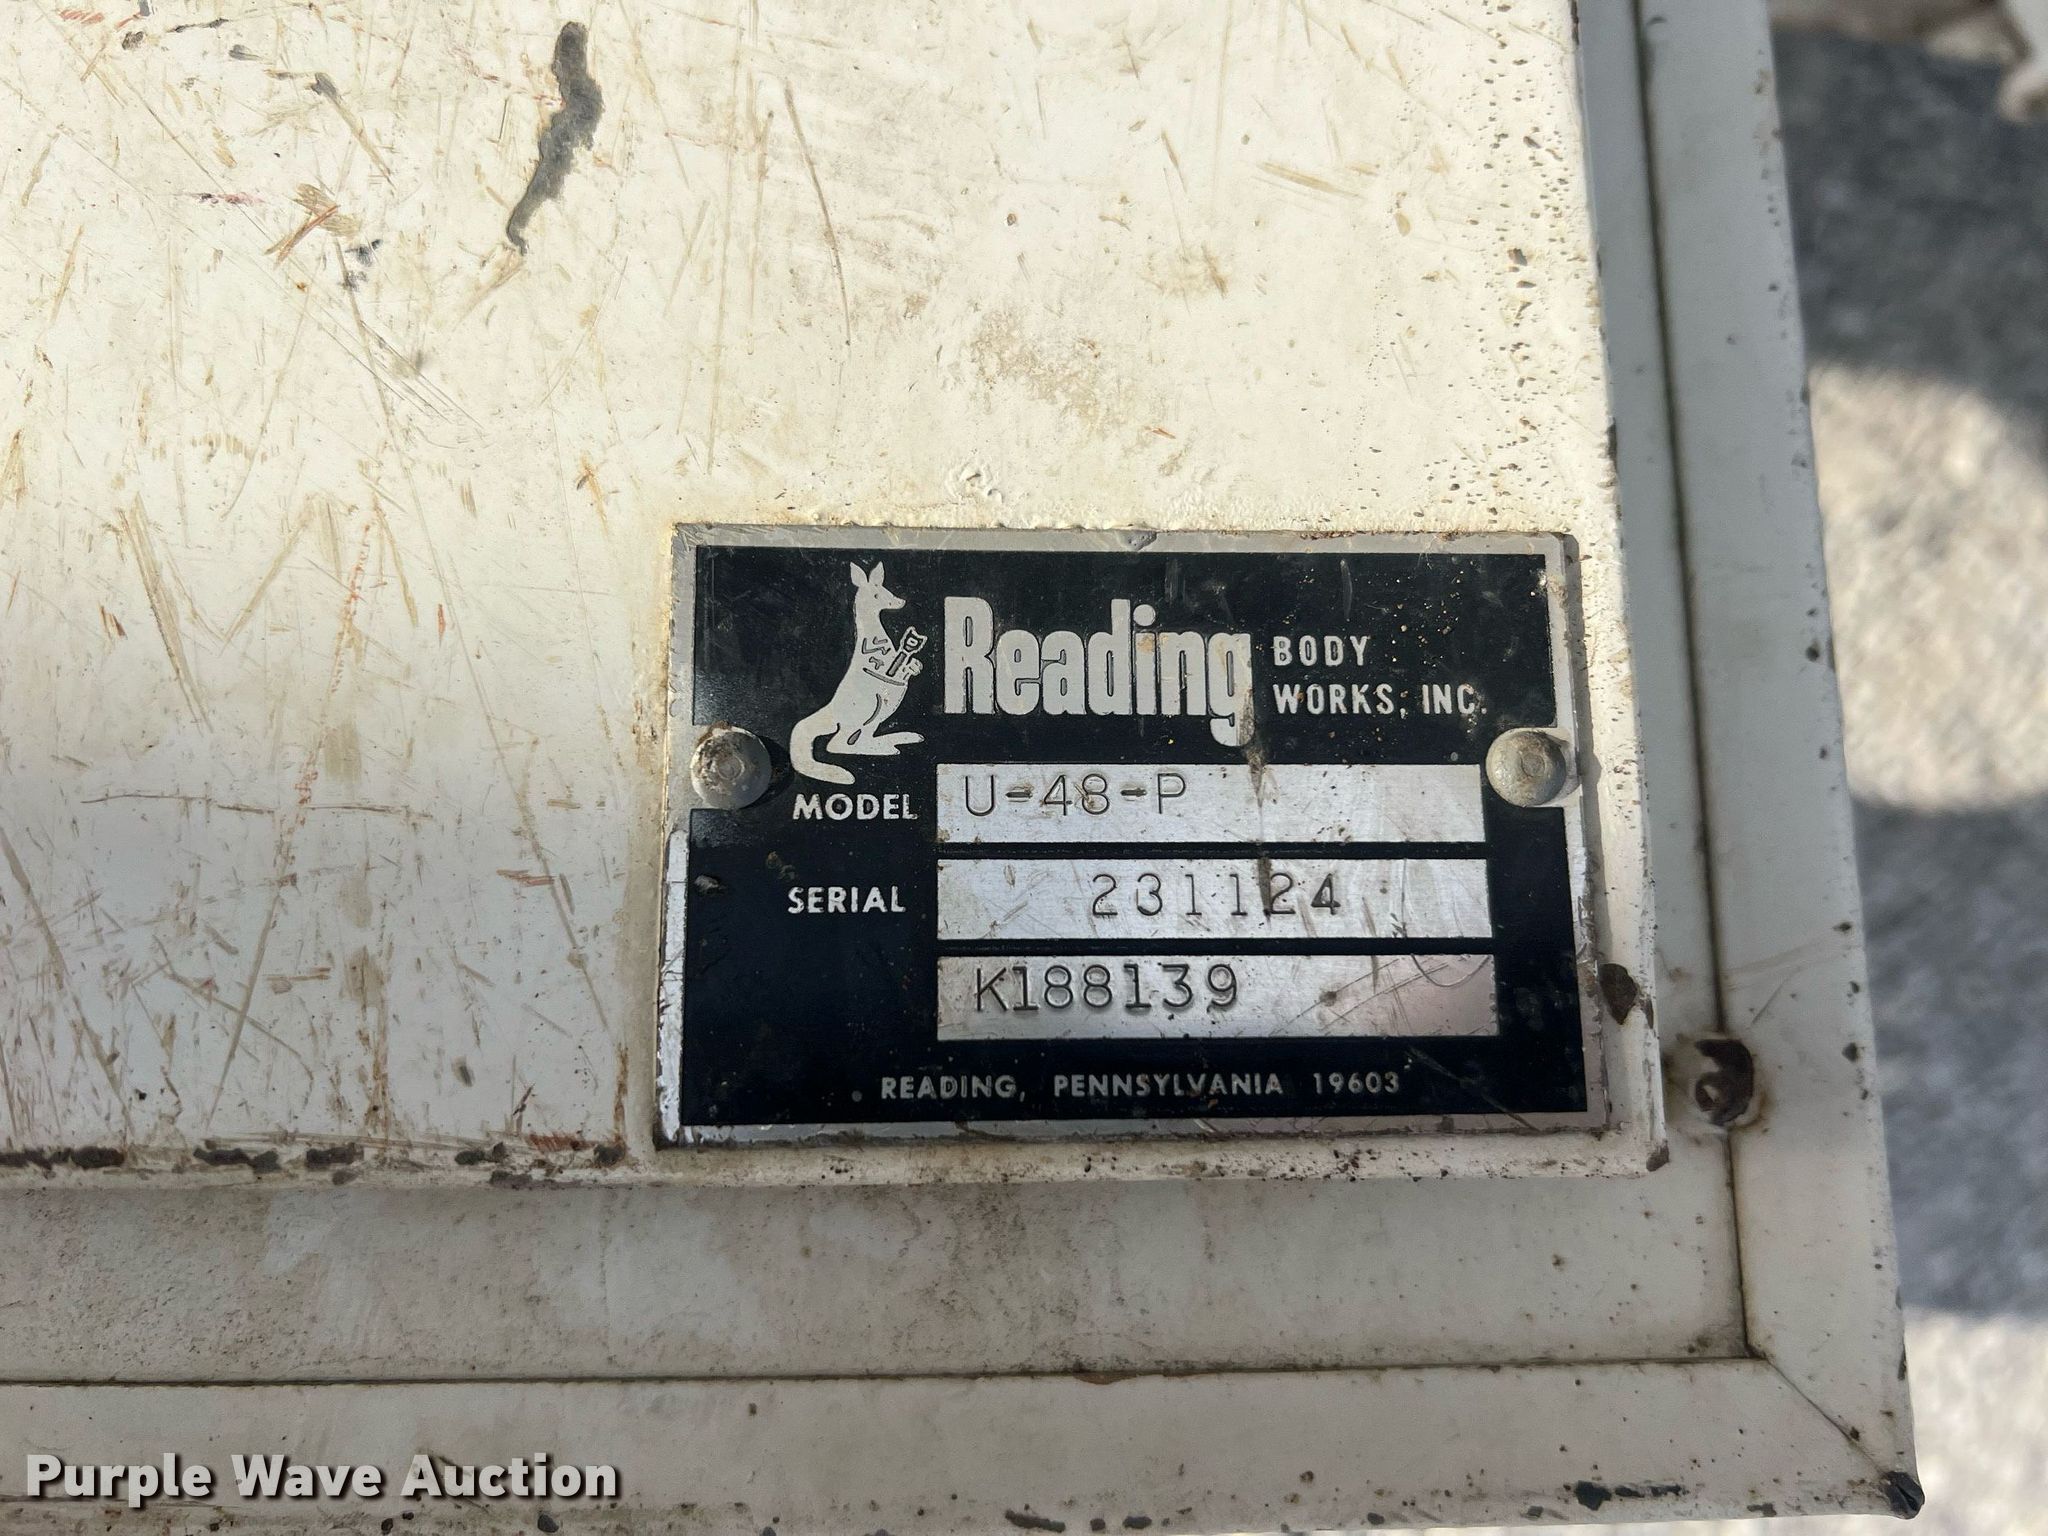 Reading BODY
WORKS, INC.
MODEL U-48-P
SERIAL 231124
K188139
READING, PENNSYLVANIA 19603
Purple Wave Auction